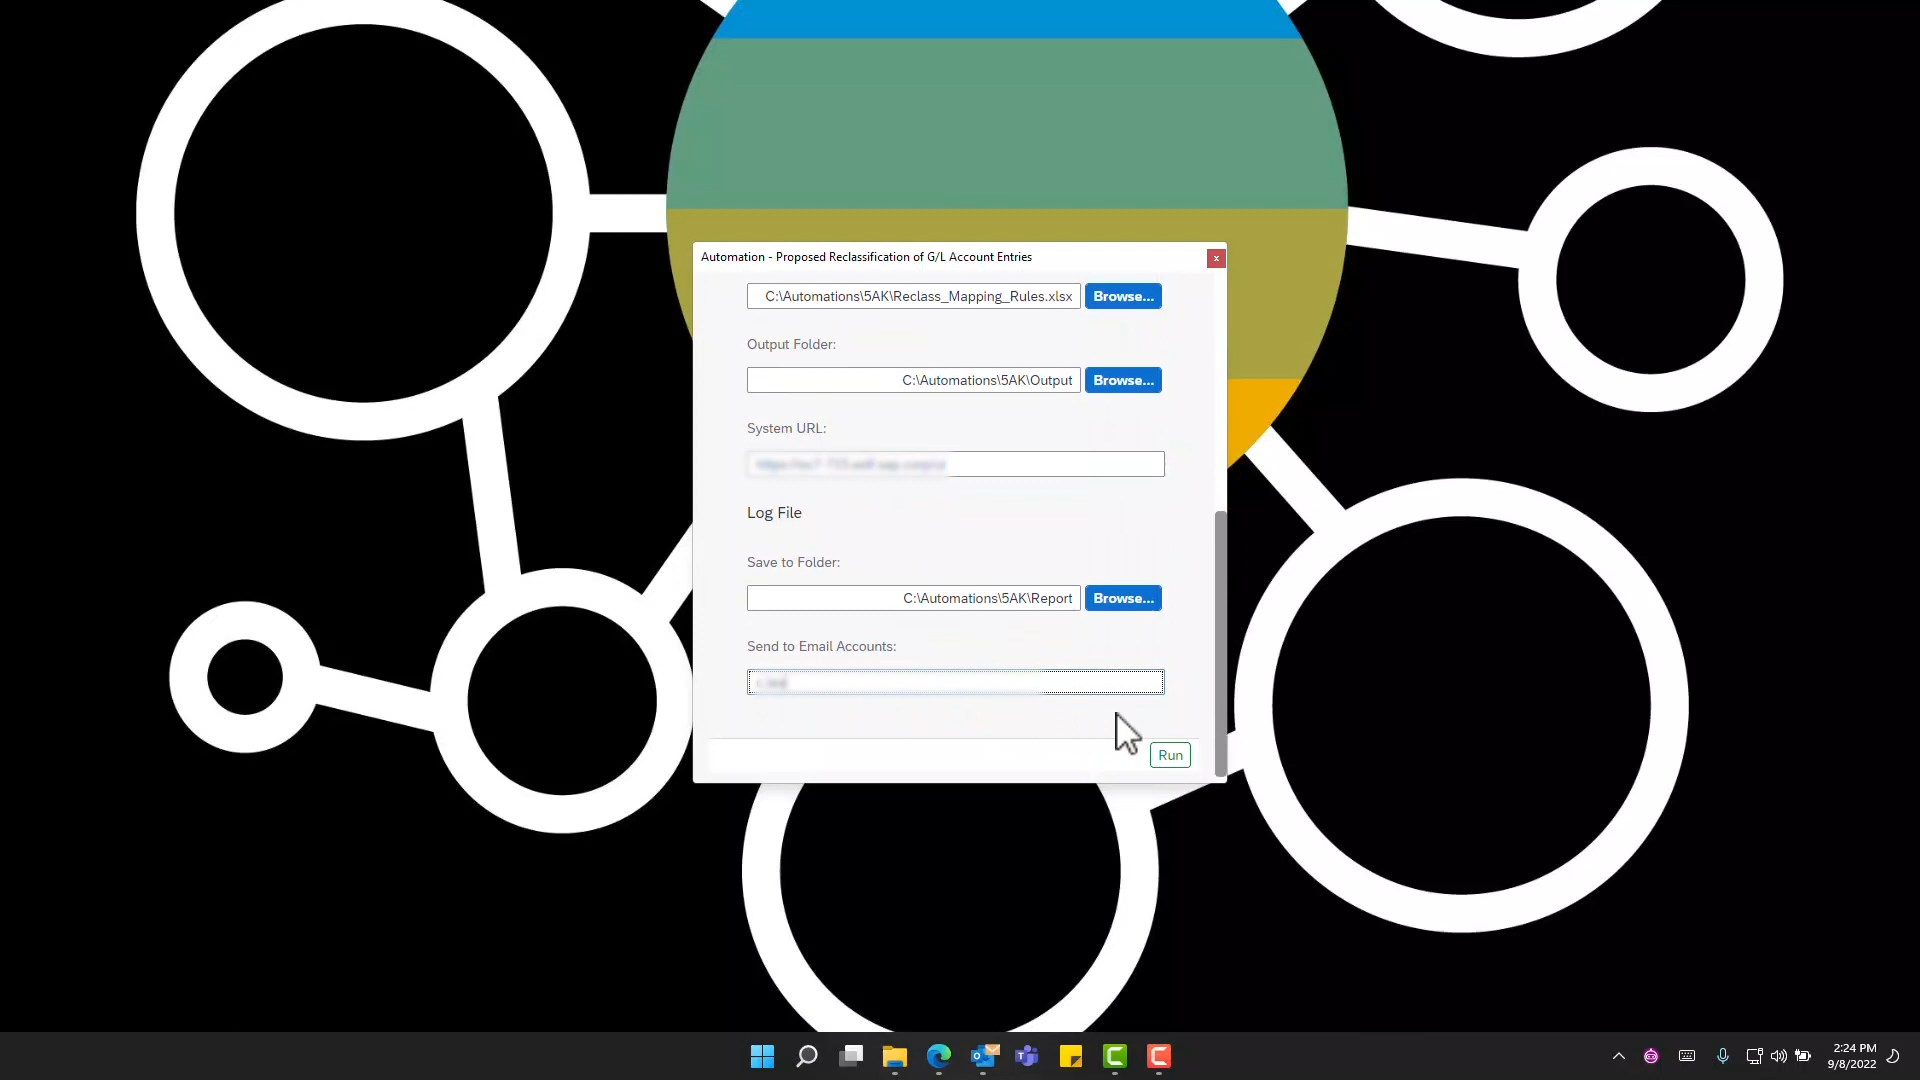 Automation - Proposed Reclassification of G/L Account Entries
x
C:\Automations\5AK\Reclass_Mapping_Rules.xlsx
Browse...
Output Folder:
C:\Automations\5AK\Output
Browse...
System URL:
Log File
Save to Folder:
C:\Automations\5AK\Report
Browse...
Send to Email Accounts:
Run
2:24 PM
9/8/2022